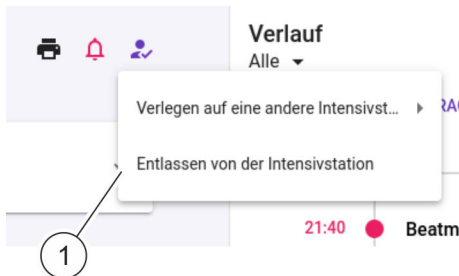 Verlauf
Alle
Verlegen auf eine andere Intensivst...
Entlassen von der Intensivstation
21:40 Beatm
1